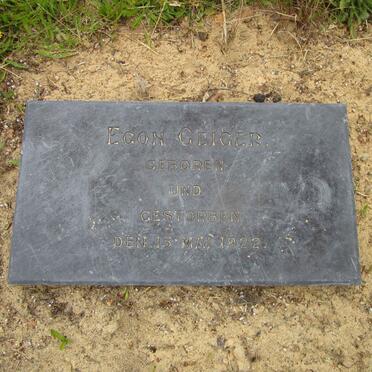 EGON GEIGER.
GEBOREN
UND
GESTORBEN
DEN 15 MAI 1922.